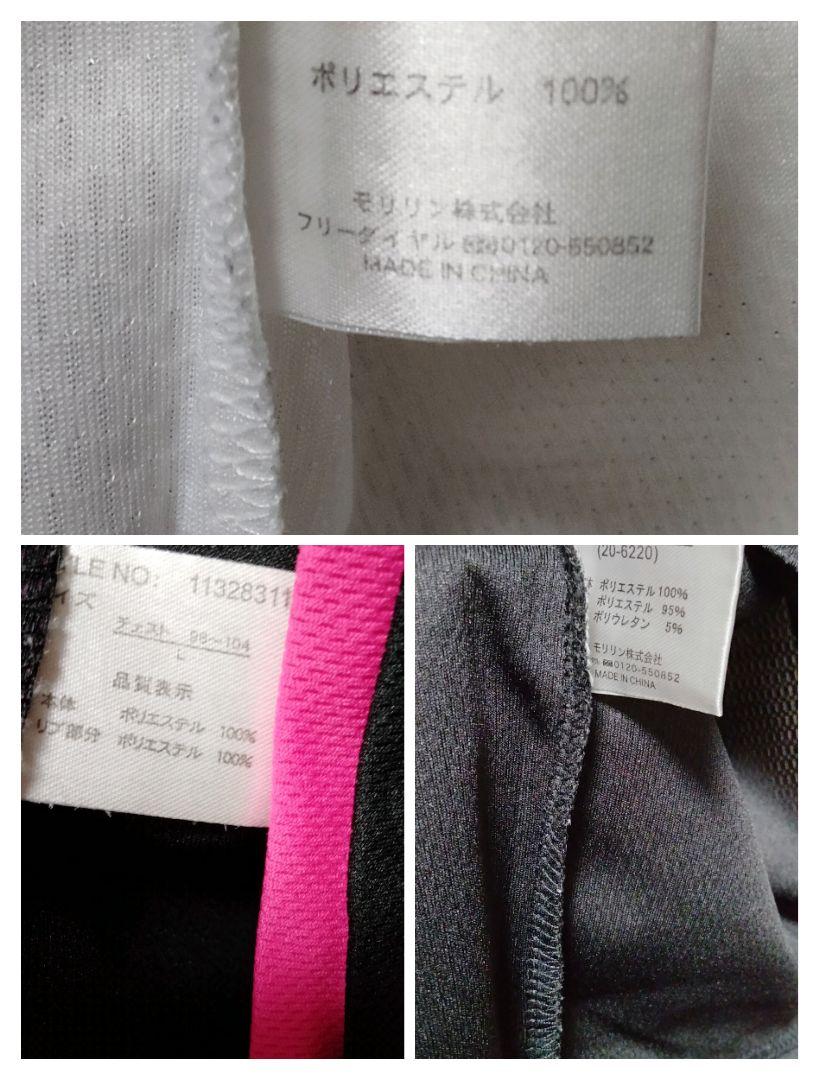 ポリエステル 100%
モリリン株式会社
フリーダイヤル 0120-550852
MADE IN CHINA
LE NO: 11328311
イズ
チェスト 96~104
L
品質表示
本体 ポリエステル 100%
リブ部分 ポリエステル 100%
(20-6220)
体 ポリエステル100%
ポリエステル 95%
ポリウレタン 5%
モリリン株式会社
0120-550852
MADE IN CHINA